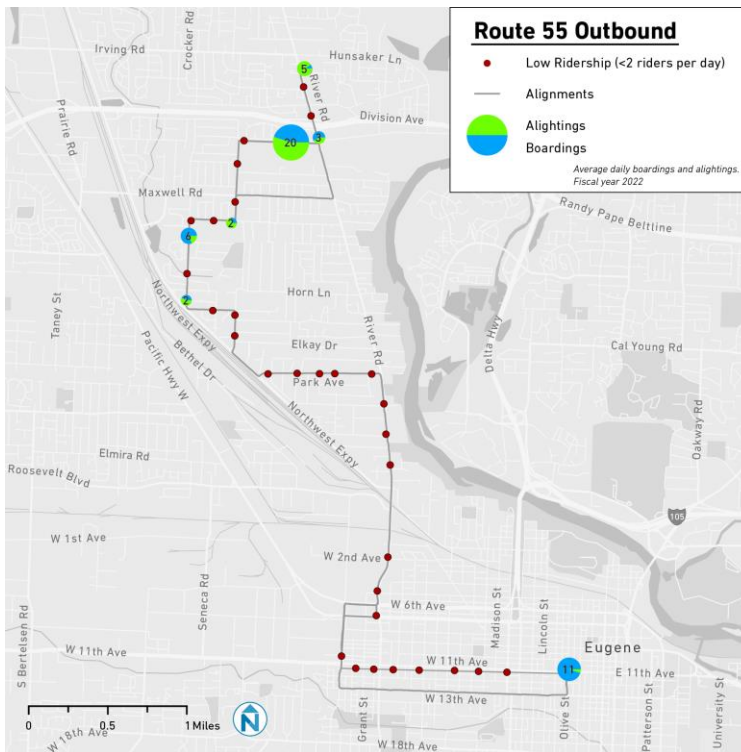 Route 55 Outbound
Low Ridership (<2 riders per day)
Alignments
Alightings
Boardings
Average daily boardings and alightings.
Fiscal year 2022
Irving Rd
Crocker Rd
Hunsaker Ln
5
River Rd
Prairie Rd
Division Ave
20
3
Maxwell Rd
Randy Pape Beltline
2
6
Horn Ln
2
Taney St
Northwest Expy
Pacific Hwy W
Bethel Dr
River Rd
Delta Hwy
Elkay Dr
Cal Young Rd
Park Ave
Northwest Expy
Oakway Rd
Elmira Rd
Roosevelt Blvd
105
W 1st Ave
W 2nd Ave
Seneca Rd
S Bertelsen Rd
W 6th Ave
Madison St
Lincoln St
Eugene
W 11th Ave
W 11th Ave
11
E 11th Ave
W 13th Ave
Grant St
Olive St
Patterson St
University St
0 0.5 1 Miles
N
W 18th Ave
W 18th Ave